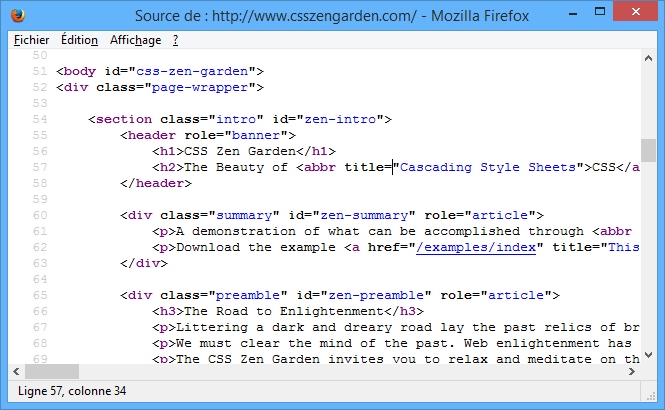 Source de : http://www.csszengarden.com/ - Mozilla Firefox
Fichier Édition Affichage ?
50
51 <body id="css-zen-garden">
52 <div class="page-wrapper">
53
54 <section class="intro" id="zen-intro">
55 <header role="banner">
56 <h1>CSS Zen Garden</h1>
57 <h2>The Beauty of <abbr title="Cascading Style Sheets">CSS</a
58 </header>
59
60 <div class="summary" id="zen-summary" role="article">
61 <p>A demonstration of what can be accomplished through <abbr
62 <p>Download the example <a href="/examples/index" title="This
63 </div>
64
65 <div class="preamble" id="zen-preamble" role="article">
66 <h3>The Road to Enlightenment</h3>
67 <p>Littering a dark and dreary road lay the past relics of br
68 <p>We must clear the mind of the past. Web enlightenment has
69 <p>The CSS Zen Garden invites you to relax and meditate on th
Ligne 57, colonne 34